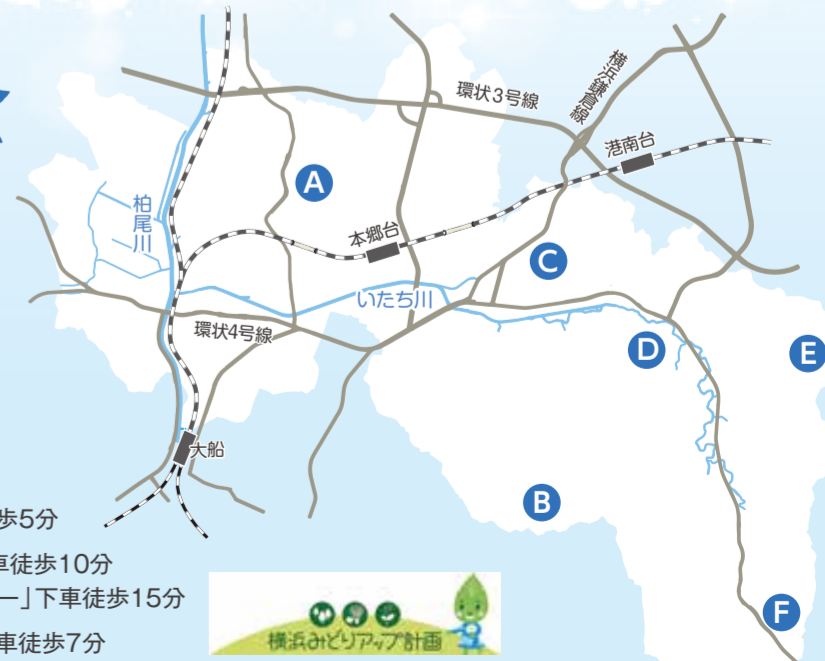 環状3号線
横浜鎌倉線
港南台
A
柏尾川
本郷台
C
いたち川
環状4号線
D
E
大船
B
歩5分
車徒歩10分
ー」下車徒歩15分
車徒歩7分
横浜みどりアップ計画
F